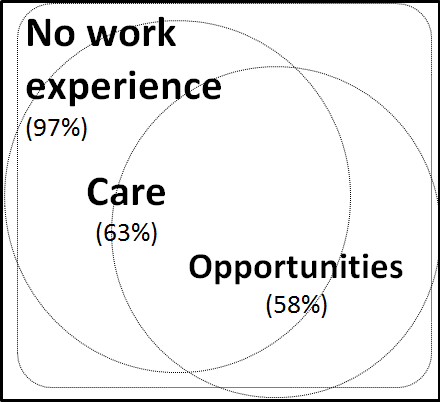 No work
experience
(97%)
Care
(63%)
Opportunities
(58%)